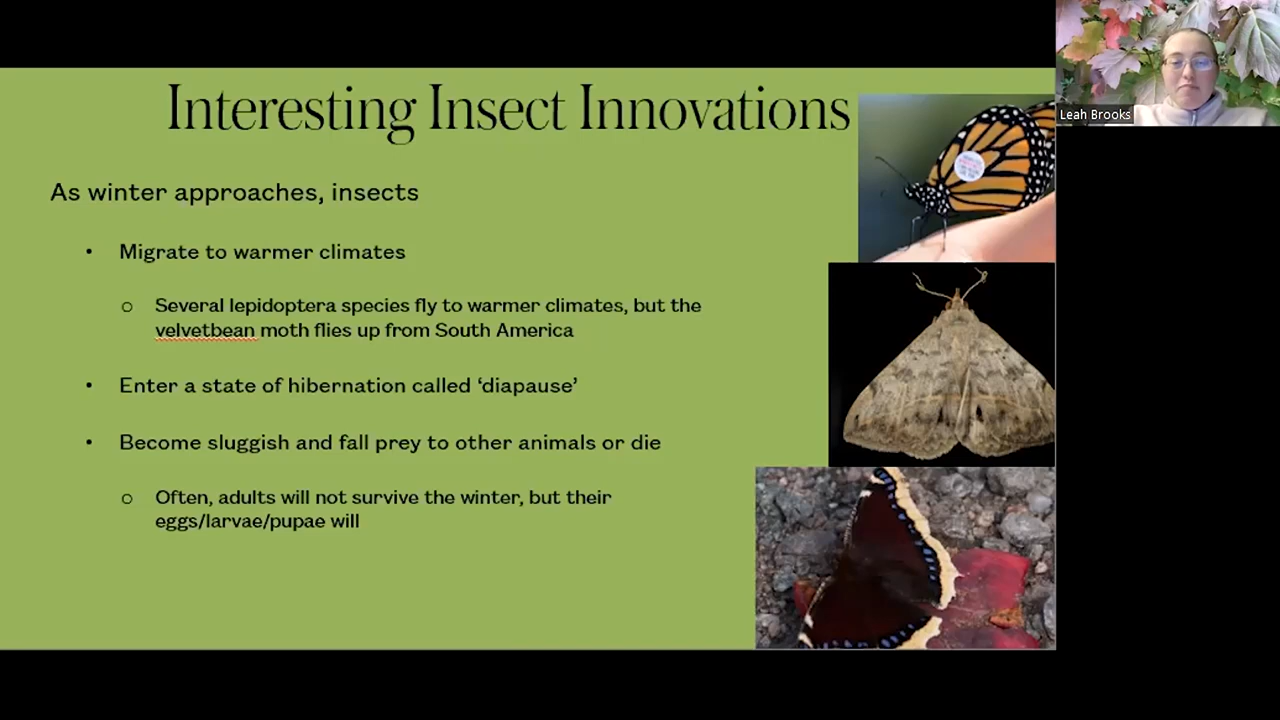 Interesting Insect Innovations
Leah Brooks
As winter approaches, insects
• Migrate to warmer climates
o Several lepidoptera species fly to warmer climates, but the
velvetbean moth flies up from South America
• Enter a state of hibernation called ‘diapause’
• Become sluggish and fall prey to other animals or die
o Often, adults will not survive the winter, but their
eggs/larvae/pupae will